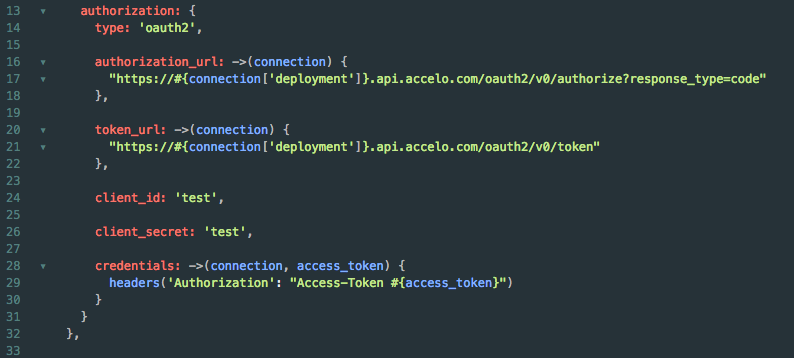 13 authorization: {
14 type: 'oauth2',
15
16 authorization_url: ->(connection) {
17 "https://#{connection['deployment']}.api.accelo.com/oauth2/v0/authorize?response_type=code"
18 },
19
20 token_url: ->(connection) {
21 "https://#{connection['deployment']}.api.accelo.com/oauth2/v0/token"
22 },
23
24 client_id: 'test',
25
26 client_secret: 'test',
27
28 credentials: ->(connection, access_token) {
29 headers('Authorization': "Access-Token #{access_token}")
30 }
31 }
32 },
33